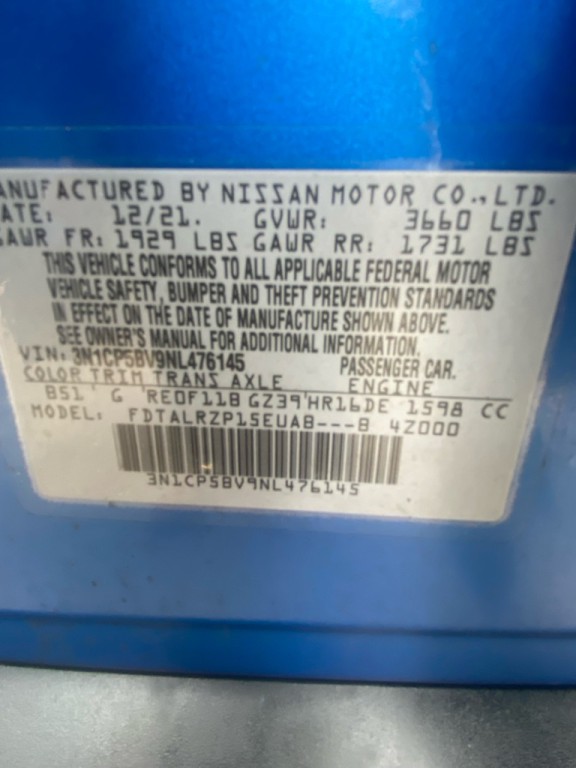 ANUFACTURED BY NISSAN MOTOR CO., LTD.
ATE: 12/21. GVWR: 3660 LBS
GAWR FR: 1929 LBS GAWR RR: 1731 LBS
THIS VEHICLE CONFORMS TO ALL APPLICABLE FEDERAL MOTOR
VEHICLE SAFETY, BUMPER AND THEFT PREVENTION STANDARDS
IN EFFECT ON THE DATE OF MANUFACTURE SHOWN ABOVE.
SEE OWNER'S MANUAL FOR ADDITIONAL INFORMATION.
VIN: 3N1CP5BV9NL476145 PASSENGER CAR.
COLOR TRIM TRANS AXLE ENGINE
B51 G RE0F11B GZ39 HR16DE 1598 CC
MODEL: FDTALRZP15EUAB---B 4Z000
3N1CP5BV9NL476145